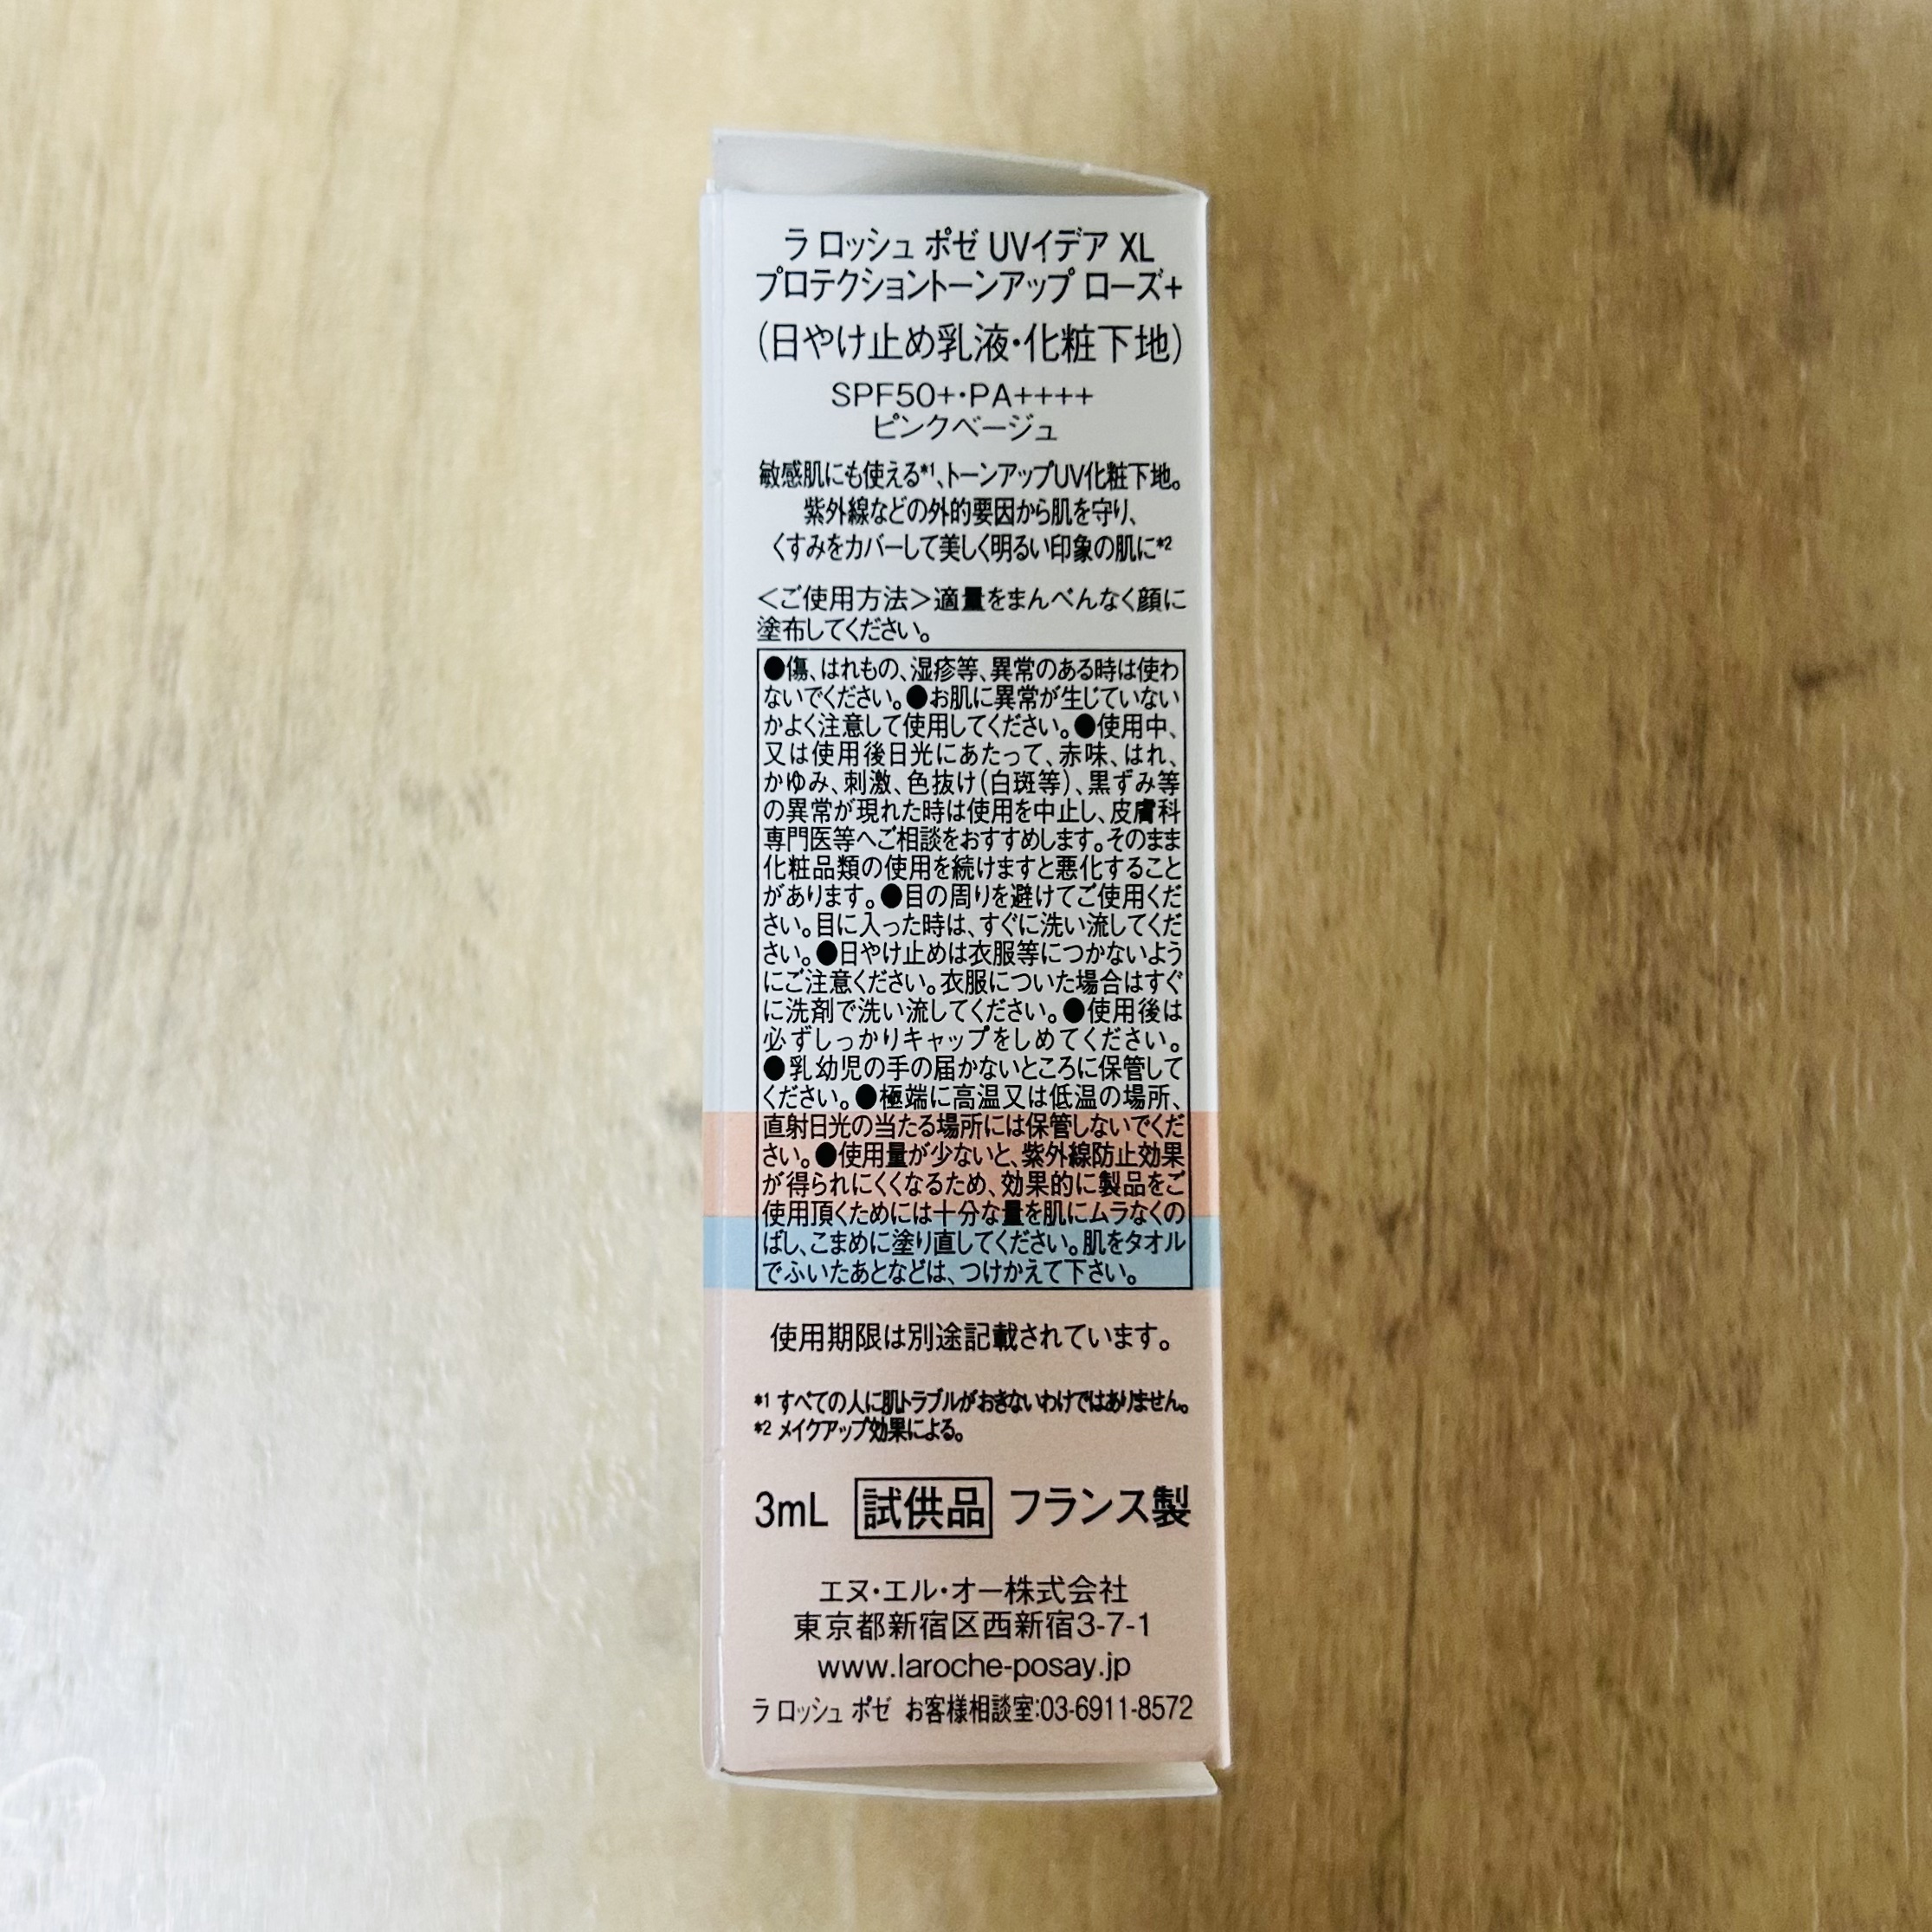 ラ ロッシュ ポゼ UVイデア XL
プロテクショントーンアップ ローズ+
(日やけ止め乳液・化粧下地)
SPF50+・PA++++
ピンクベージュ
敏感肌にも使える*1、トーンアップUV化粧下地。
紫外線などの外的要因から肌を守り、
くすみをカバーして美しく明るい印象の肌に*2
<ご使用方法>適量をまんべんなく顔に
塗布してください。
●傷、はれもの、湿疹等、異常のある時は使わ
ないでください。●お肌に異常が生じていない
かよく注意して使用してください。●使用中、
又は使用後日光にあたって、赤味、はれ、
かゆみ、刺激、色抜け(白斑等)、黒ずみ等
の異常が現れた時は使用を中止し、皮膚科
専門医等へご相談をおすすめします。そのまま
化粧品類の使用を続けますと悪化すること
があります。●目の周りを避けてご使用くだ
さい。目に入った時は、すぐに洗い流してくだ
さい。●日やけ止めは衣服等につかないよう
にご注意ください。衣服についた場合はすぐ
に洗剤で洗い流してください。●使用後は
必ずしっかりキャップをしめてください。
●乳幼児の手の届かないところに保管して
ください。●極端に高温又は低温の場所、
直射日光の当たる場所には保管しないでくだ
さい。●使用量が少ないと、紫外線防止効果
が得られにくくなるため、効果的に製品をご
使用頂くためには十分な量を肌にムラなくの
ばし、こまめに塗り直してください。肌をタオル
でふいたあとなどは、つけかえて下さい。
使用期限は別途記載されています。
*1 すべての人に肌トラブルがおきないわけではありません。
*2 メイクアップ効果による。
3mL 試供品 フランス製
エヌ・エル・オー株式会社
東京都新宿区西新宿3-7-1
www.laroche-posay.jp
ラ ロッシュ ポゼ お客様相談室:03-6911-8572